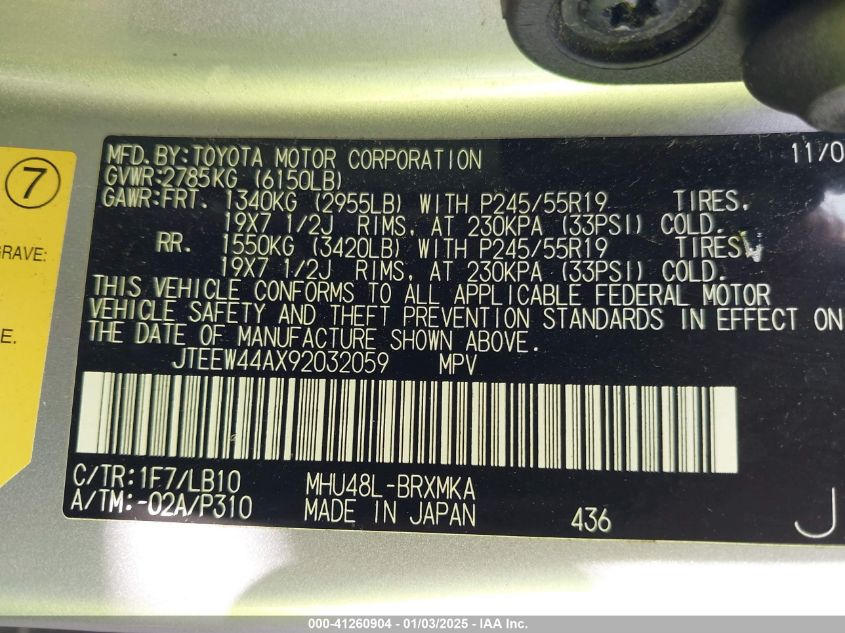 7
RAVE:
E.
MFD. BY: TOYOTA MOTOR CORPORATION 11/0
GVWR: 2785KG (6150LB)
GAWR: FRT. 1340KG (2955LB) WITH P245/55R19 TIRES,
19X7 1/2J RIMS, AT 230KPA (33PSI) COLD.
RR. 1550KG (3420LB) WITH P245/55R19 TIRES,
19X7 1/2J RIMS, AT 230KPA (33PSI) COLD.
THIS VEHICLE CONFORMS TO ALL APPLICABLE FEDERAL MOTOR
VEHICLE SAFETY AND THEFT PREVENTION STANDARDS IN EFFECT ON
THE DATE OF MANUFACTURE SHOWN ABOVE.
JTEEW44AX92032059 MPV
C/TR: 1F7/LB10 MHU48L-BRXMKA
A/TM: -02A/P310 MADE IN JAPAN 436 J
000-41260904 - 01/03/2025 - IAA Inc.